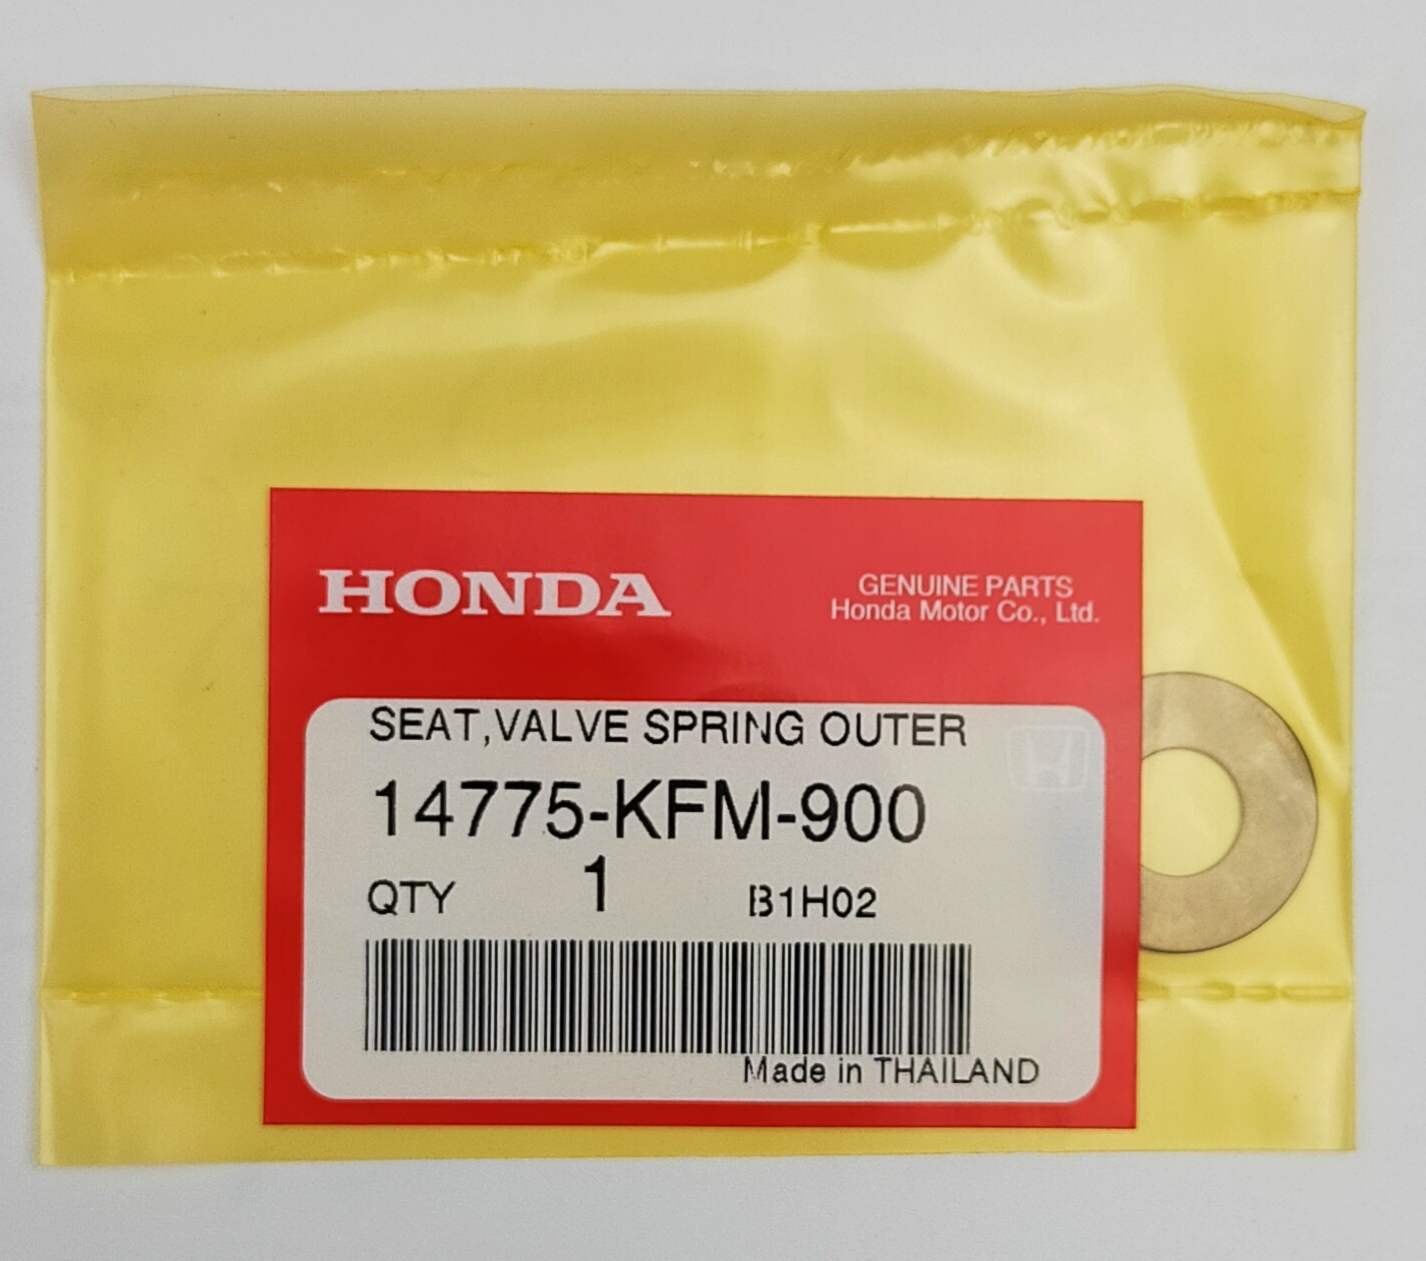 HONDA
GENUINE PARTS
Honda Motor Co., Ltd.
SEAT,VALVE SPRING OUTER
14775-KFM-900
QTY 1 B1H02
Made in THAILAND